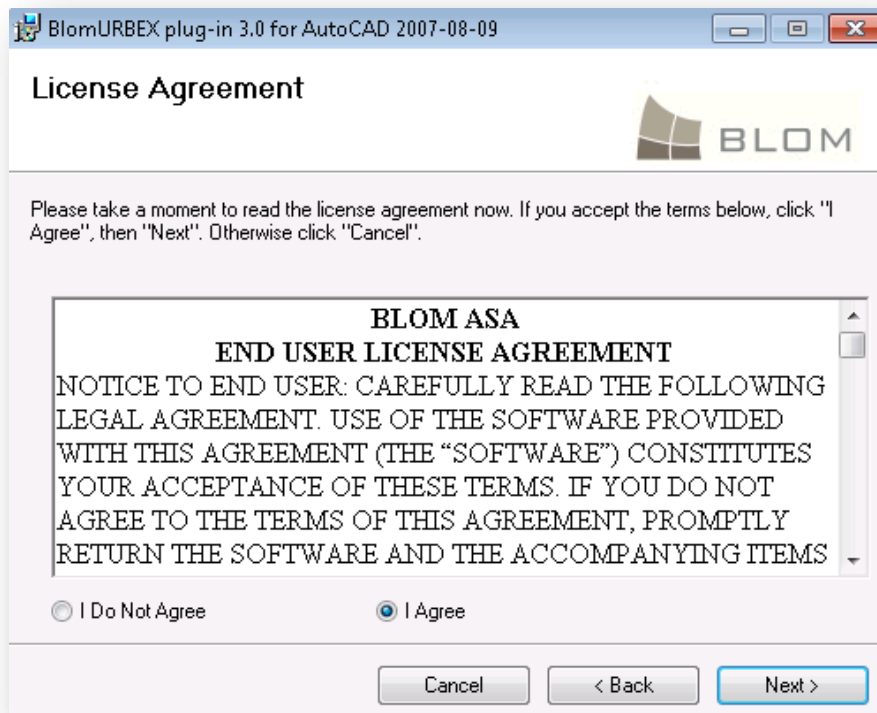 BlomURBEX plug-in 3.0 for AutoCAD 2007-08-09
License Agreement
BLOM
Please take a moment to read the license agreement now. If you accept the terms below, click "I
Agree", then "Next". Otherwise click "Cancel".
BLOM ASA
END USER LICENSE AGREEMENT
NOTICE TO END USER: CAREFULLY READ THE FOLLOWING
LEGAL AGREEMENT. USE OF THE SOFTWARE PROVIDED
WITH THIS AGREEMENT (THE “SOFTWARE”) CONSTITUTES
YOUR ACCEPTANCE OF THESE TERMS. IF YOU DO NOT
AGREE TO THE TERMS OF THIS AGREEMENT, PROMPTLY
RETURN THE SOFTWARE AND THE ACCOMPANYING ITEMS
I Do Not Agree
I Agree
Cancel
< Back
Next >